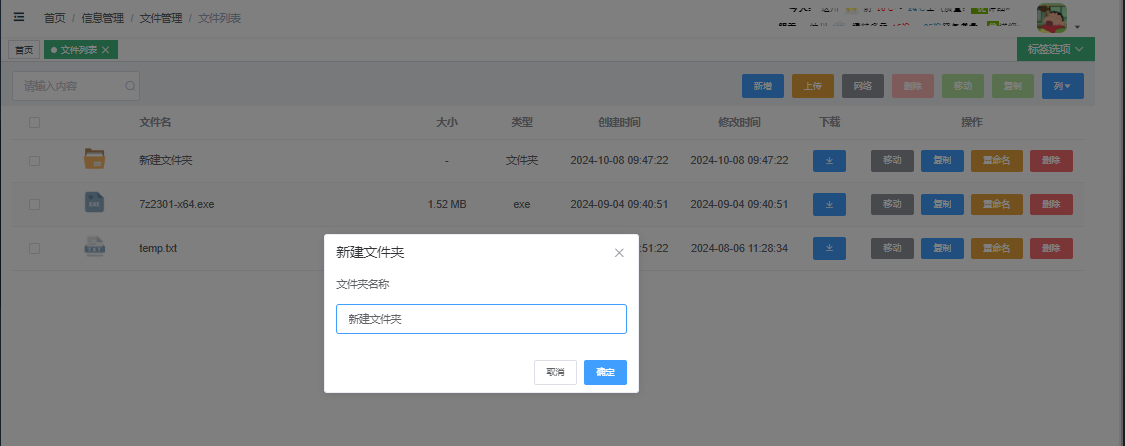 首页 / 信息管理 / 文件管理 / 文件列表
首页 文件列表 标签选项
请输入内容 新增 上传 网络 删除 移动 复制 列
文件名 大小 类型 创建时间 修改时间 下载 操作
新建文件夹 - 文件夹 2024-10-08 09:47:22 2024-10-08 09:47:22 移动 复制 重命名 删除
7z2301-x64.exe 1.52 MB exe 2024-09-04 09:40:51 2024-09-04 09:40:51 移动 复制 重命名 删除
temp.txt :51:22 2024-08-06 11:28:34 移动 复制 重命名 删除
新建文件夹
文件夹名称
新建文件夹
取消 确定